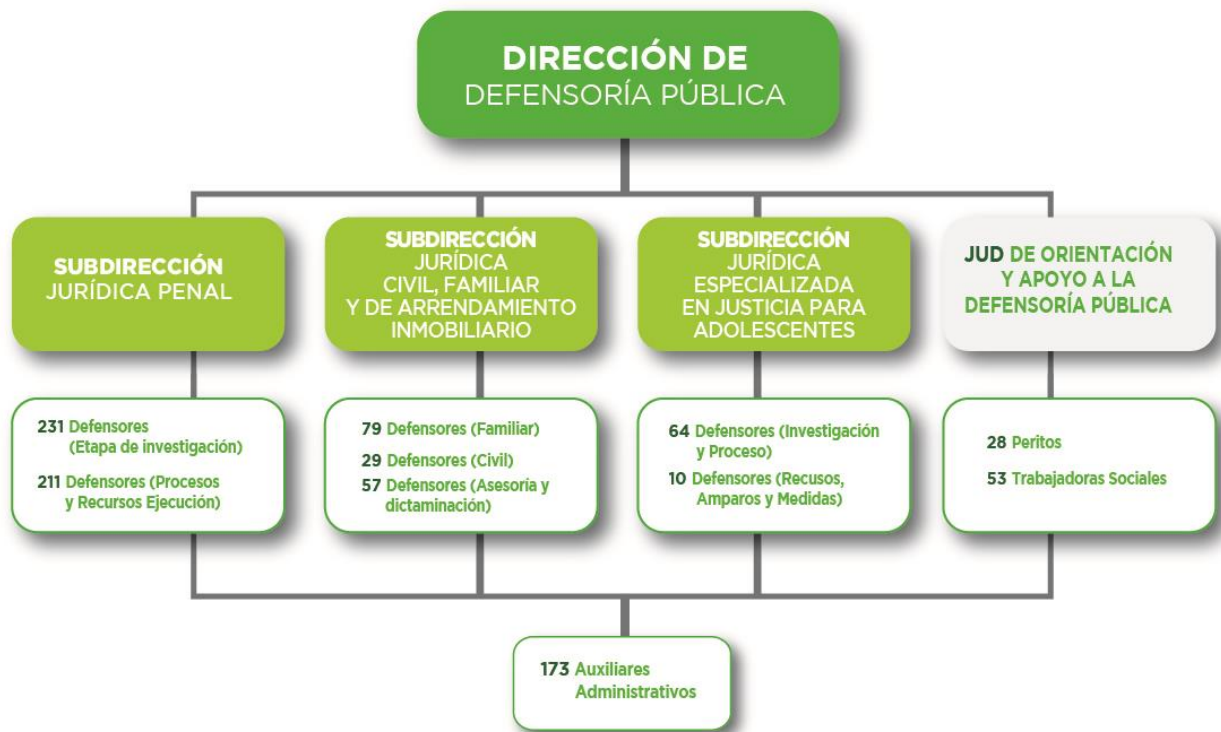 DIRECCIÓN DE
DEFENSORÍA PÚBLICA
SUBDIRECCIÓN
JURÍDICA PENAL
SUBDIRECCIÓN
JURÍDICA
CIVIL, FAMILIAR
Y DE ARRENDAMIENTO
INMOBILIARIO
SUBDIRECCIÓN
JURÍDICA
ESPECIALIZADA
EN JUSTICIA PARA
ADOLESCENTES
JUD DE ORIENTACIÓN
Y APOYO A LA
DEFENSORÍA PÚBLICA
231 Defensores
(Etapa de investigación)
211 Defensores (Procesos
y Recursos Ejecución)
79 Defensores (Familiar)
29 Defensores (Civil)
57 Defensores (Asesoría y
dictaminación)
64 Defensores (Investigación
y Proceso)
10 Defensores (Recusos,
Amparos y Medidas)
28 Peritos
53 Trabajadoras Sociales
173 Auxiliares
Administrativos